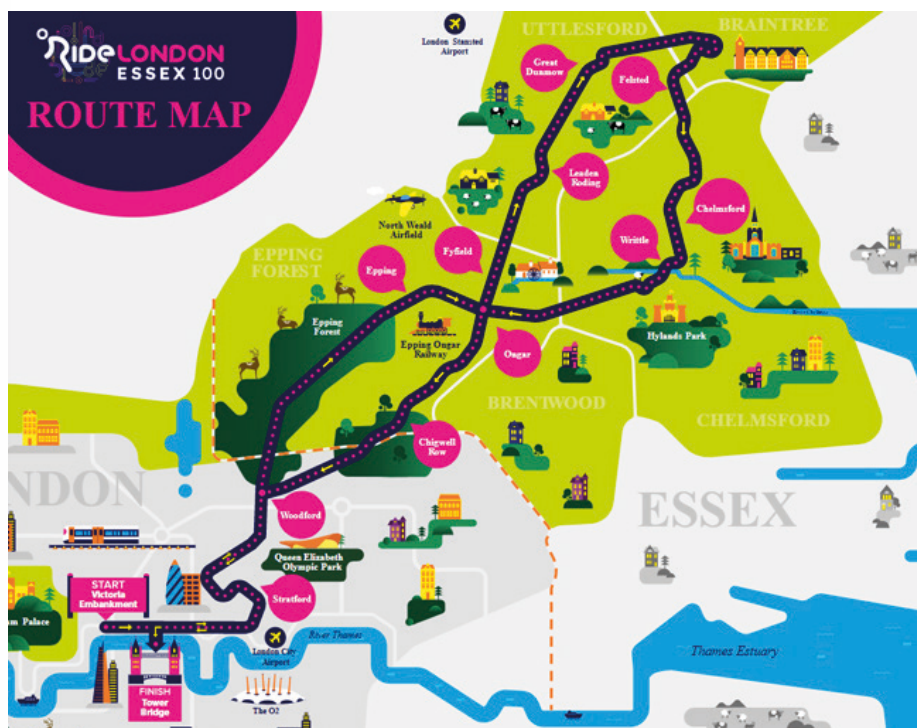 RIDELONDON
ESSEX 100
ROUTE MAP
London Stansted
Airport
UTTLESFORD
BRAINTREE
Great
Dunmow
Felsted
Leaden
Roding
Chelmsford
North Weald
Airfield
Writtle
Fyfield
EPPING
FOREST
Epping
Epping
Forest
Epping Ongar
Railway
Hylands Park
Ongar
BRENTWOOD
CHELMSFORD
Chigwell
Row
NDON
ESSEX
Woodford
Queen Elizabeth
Olympic Park
START
Victoria
Embankment
Stratford
am Palace
River Thames
London City
Airport
Thames Estuary
FINISH
Tower
Bridge
The O2